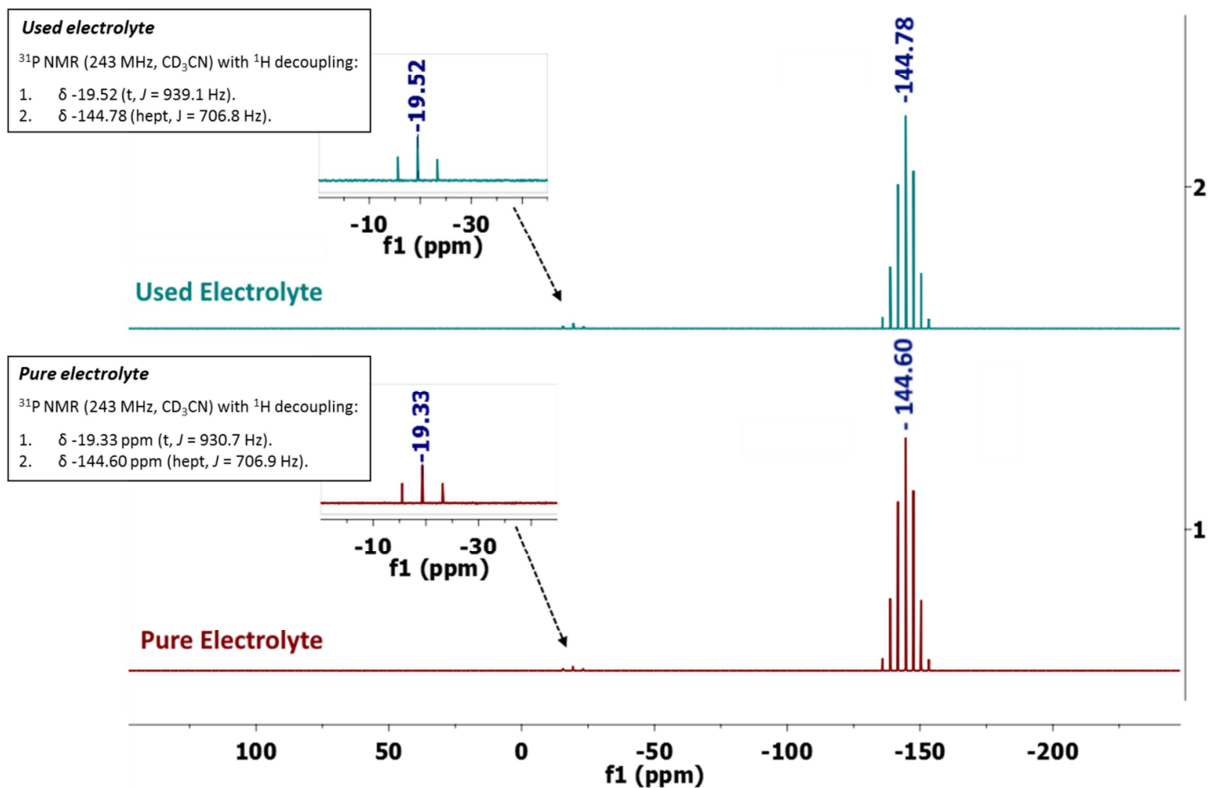 Used electrolyte
³¹P NMR (243 MHz, CD₃CN) with ¹H decoupling:
1. δ -19.52 (t, J = 939.1 Hz).
2. δ -144.78 (hept, J = 706.8 Hz).
-19.52
-10 -30
f1 (ppm)
-144.78
2
Used Electrolyte
Pure electrolyte
³¹P NMR (243 MHz, CD₃CN) with ¹H decoupling:
1. δ -19.33 ppm (t, J = 930.7 Hz).
2. δ -144.60 ppm (hept, J = 706.9 Hz).
-19.33
-10 -30
f1 (ppm)
-144.60
1
Pure Electrolyte
100 50 0 -50 -100 -150 -200
f1 (ppm)